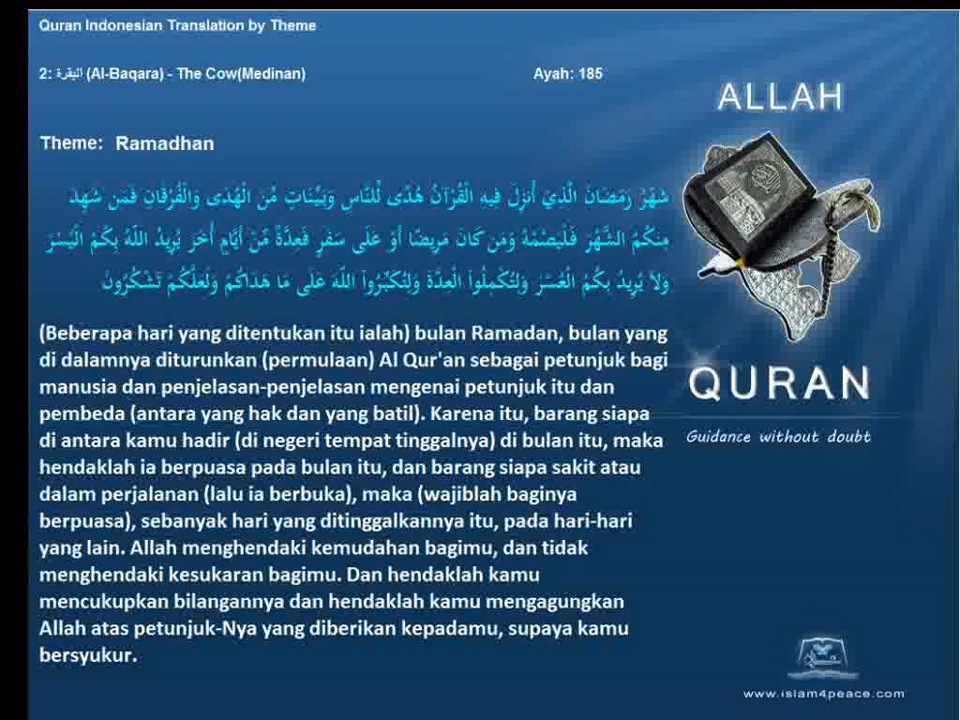 Quran Indonesian Translation by Theme
2: البقرة (Al-Baqara) - The Cow(Medinan) Ayah: 185
ALLAH
Theme: Ramadhan
شَهْرُ رَمَضَانَ الَّذِيَ أُنزِلَ فِيهِ الْقُرْآنُ هُدًى لِّلنَّاسِ وَبَيِّنَاتٍ مِّنَ الْهُدَى وَالْفُرْقَانِ فَمَن شَهِدَ
مِنكُمُ الشَّهْرَ فَلْيَصُمْهُ وَمَن كَانَ مَرِيضًا أَوْ عَلَى سَفَرٍ فَعِدَّةٌ مِّنْ أَيَّامٍ أُخَرَ يُرِيدُ اللّهُ بِكُمُ الْيُسْرَ
وَلاَ يُرِيدُ بِكُمُ الْعُسْرَ وَلِتُكْمِلُواْ الْعِدَّةَ وَلِتُكَبِّرُواْ اللّهَ عَلَى مَا هَدَاكُمْ وَلَعَلَّكُمْ تَشْكُرُونَ
(Beberapa hari yang ditentukan itu ialah) bulan Ramadan, bulan yang
di dalamnya diturunkan (permulaan) Al Qur'an sebagai petunjuk bagi
manusia dan penjelasan-penjelasan mengenai petunjuk itu dan
pembeda (antara yang hak dan yang batil). Karena itu, barang siapa
di antara kamu hadir (di negeri tempat tinggalnya) di bulan itu, maka
hendaklah ia berpuasa pada bulan itu, dan barang siapa sakit atau
dalam perjalanan (lalu ia berbuka), maka (wajiblah baginya
berpuasa), sebanyak hari yang ditinggalkannya itu, pada hari-hari
yang lain. Allah menghendaki kemudahan bagimu, dan tidak
menghendaki kesukaran bagimu. Dan hendaklah kamu
mencukupkan bilangannya dan hendaklah kamu mengagungkan
Allah atas petunjuk-Nya yang diberikan kepadamu, supaya kamu
bersyukur.
QURAN
Guidance without doubt
www.islam4peace.com